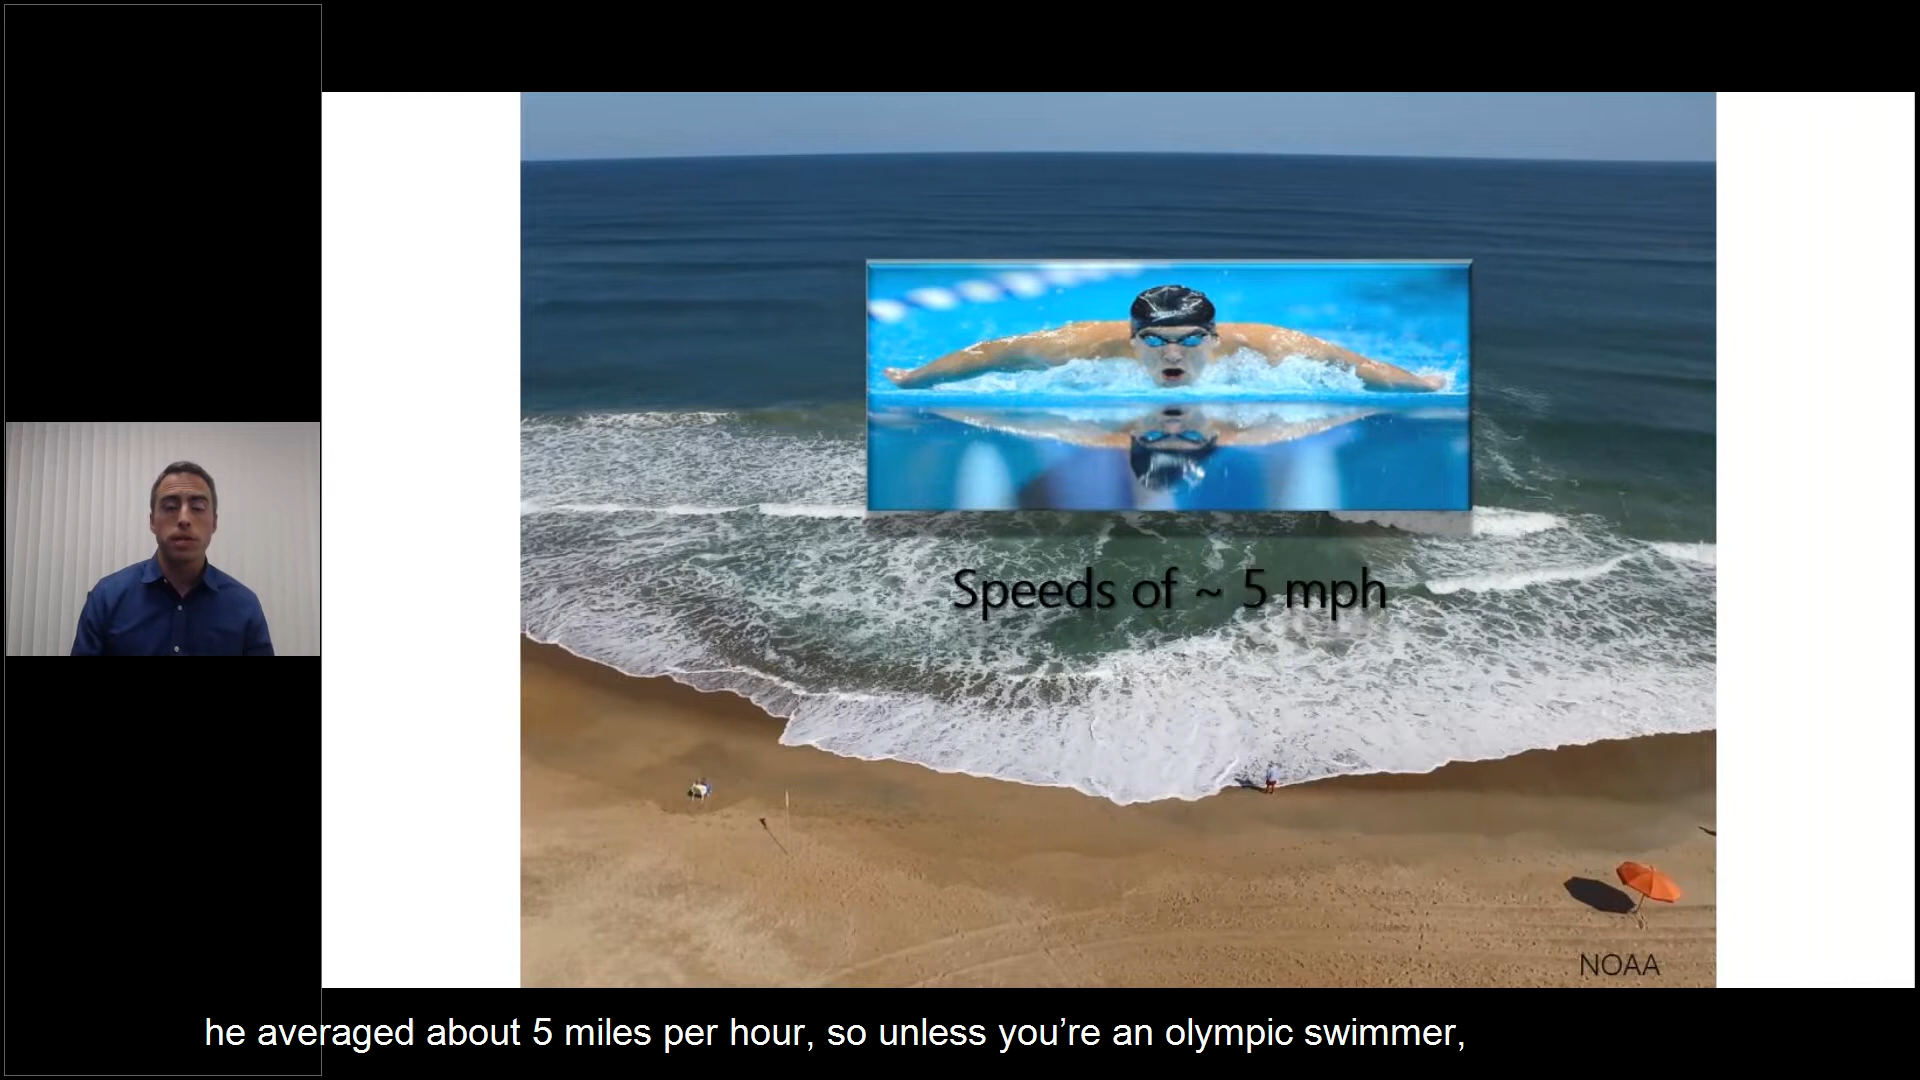 Speeds of ~ 5 mph
NOAA
he averaged about 5 miles per hour, so unless you’re an olympic swimmer,